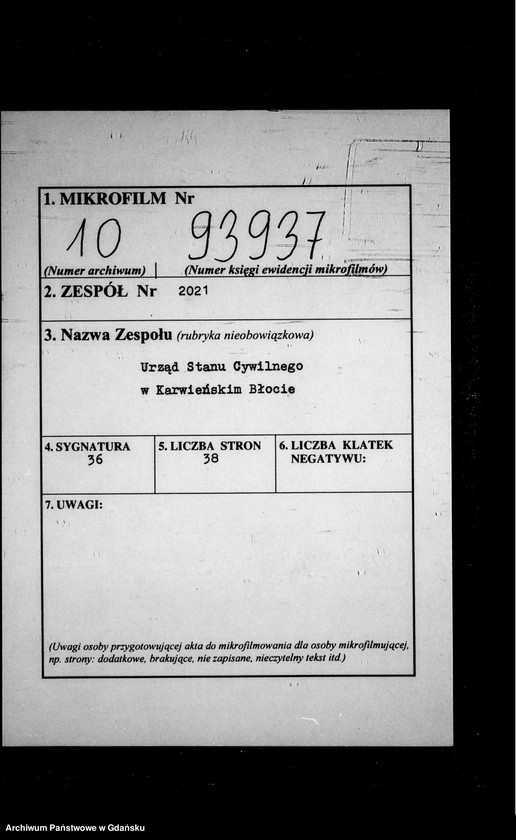 1. MIKROFILM Nr
10 93937
(Numer archiwum) (Numer księgi ewidencji mikrofilmów)
2. ZESPÓŁ Nr 2021
3. Nazwa Zespołu (rubryka nieobowiązkowa)
Urząd Stanu Cywilnego
w Karwieńskim Błocie
4. SYGNATURA
36
5. LICZBA STRON
38
6. LICZBA KLATEK
NEGATYWU:
7. UWAGI:
(Uwagi osoby przygotowującej akta do mikrofilmowania dla osoby mikrofilmującej,
np. strony: dodatkowe, brakujące, nie zapisane, nieczytelny tekst itd.)
Archiwum Państwowe w Gdańsku